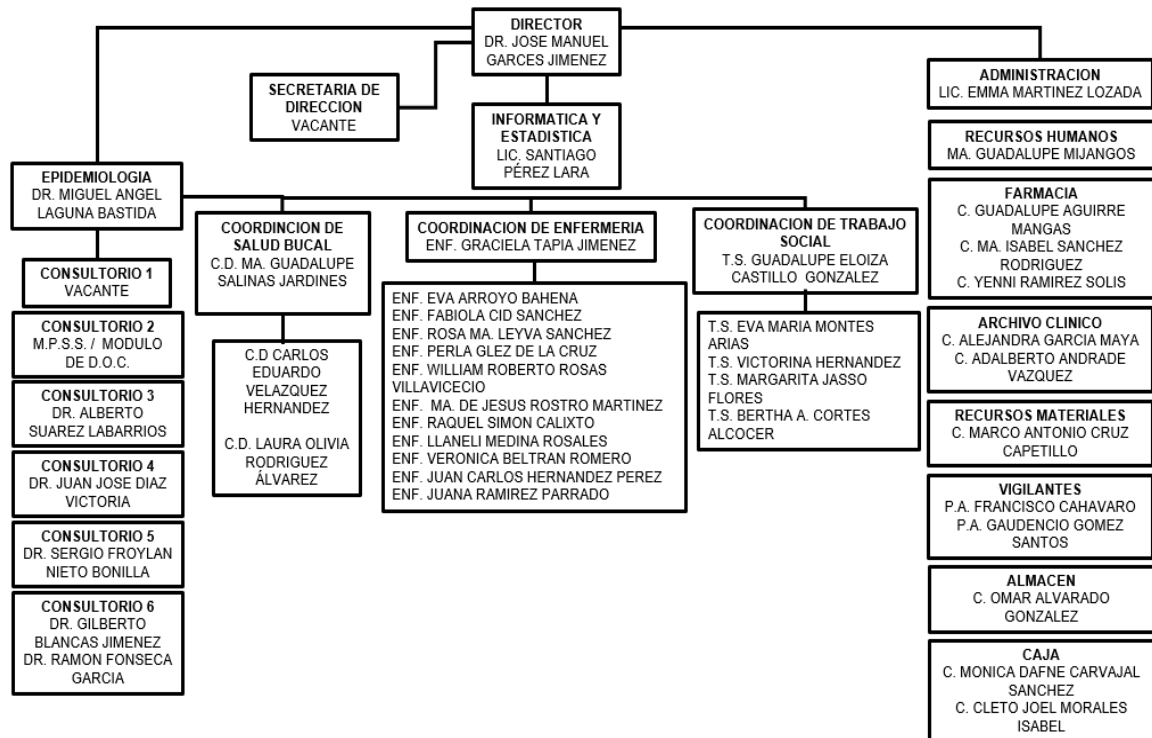 DIRECTOR
DR. JOSE MANUEL
GARCES JIMENEZ
SECRETARIA DE
DIRECCION
VACANTE
INFORMATICA Y
ESTADISTICA
LIC. SANTIAGO
PÉREZ LARA
ADMINISTRACION
LIC. EMMA MARTINEZ LOZADA
RECURSOS HUMANOS
MA. GUADALUPE MIJANGOS
FARMACIA
C. GUADALUPE AGUIRRE
MANGAS
C. MA. ISABEL SANCHEZ
RODRIGUEZ
C. YENNI RAMIREZ SOLIS
ARCHIVO CLINICO
C. ALEJANDRA GARCIA MAYA
C. ADALBERTO ANDRADE
VAZQUEZ
RECURSOS MATERIALES
C. MARCO ANTONIO CRUZ
CAPETILLO
VIGILANTES
P.A. FRANCISCO CAHAVARO
P.A. GAUDENCIO GOMEZ
SANTOS
ALMACEN
C. OMAR ALVARADO
GONZALEZ
CAJA
C. MONICA DAFNE CARVAJAL
SANCHEZ
C. CLETO JOEL MORALES
ISABEL
EPIDEMIOLOGIA
DR. MIGUEL ANGEL
LAGUNA BASTIDA
CONSULTORIO 1
VACANTE
CONSULTORIO 2
M.P.S.S. / MODULO
DE D.O.C.
CONSULTORIO 3
DR. ALBERTO
SUAREZ LABARRIOS
CONSULTORIO 4
DR. JUAN JOSE DIAZ
VICTORIA
CONSULTORIO 5
DR. SERGIO FROYLAN
NIETO BONILLA
CONSULTORIO 6
DR. GILBERTO
BLANCAS JIMENEZ
DR. RAMON FONSECA
GARCIA
COORDINCION DE
SALUD BUCAL
C.D. MA. GUADALUPE
SALINAS JARDINES
C.D CARLOS
EDUARDO
VELAZQUEZ
HERNANDEZ
C.D. LAURA OLIVIA
RODRIGUEZ
ÁLVAREZ
COORDINACION DE ENFERMERIA
ENF. GRACIELA TAPIA JIMENEZ
ENF. EVA ARROYO BAHENA
ENF. FABIOLA CID SANCHEZ
ENF. ROSA MA. LEYVA SANCHEZ
ENF. PERLA GLEZ DE LA CRUZ
ENF. WILLIAM ROBERTO ROSAS
VILLAVICECIO
ENF. MA. DE JESUS ROSTRO MARTINEZ
ENF. RAQUEL SIMON CALIXTO
ENF. LLANELI MEDINA ROSALES
ENF. VERONICA BELTRAN ROMERO
ENF. JUAN CARLOS HERNANDEZ PEREZ
ENF. JUANA RAMIREZ PARRADO
COORDINACION DE TRABAJO
SOCIAL
T.S. GUADALUPE ELOIZA
CASTILLO GONZALEZ
T.S. EVA MARIA MONTES
ARIAS
T.S. VICTORINA HERNANDEZ
T.S. MARGARITA JASSO
FLORES
T.S. BERTHA A. CORTES
ALCOCER